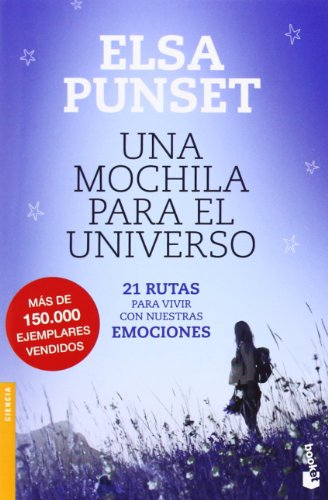 ELSA
PUNSET
UNA
MOCHILA
PARA EL
UNIVERSO
21 RUTAS
PARA VIVIR
CON NUESTRAS
EMOCIONES
MÁS DE
150.000
EJEMPLARES
VENDIDOS
CIENCIA
booket